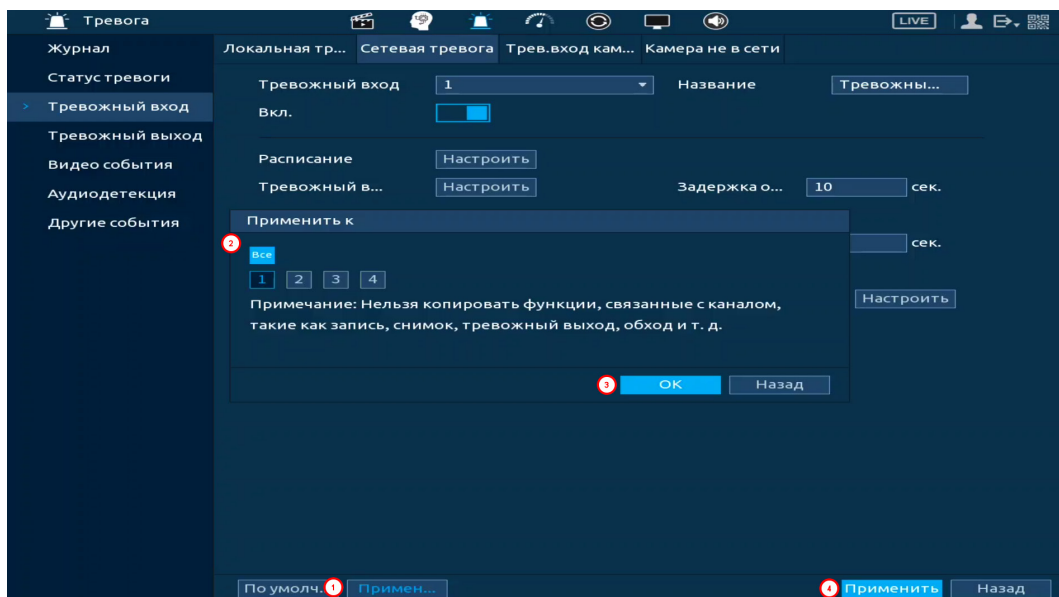 Тревога
LIVE
Журнал
Статус тревоги
> Тревожный вход
Тревожный выход
Видео события
Аудиодетекция
Другие события
Локальная тр... Сетевая тревога Трев.вход кам... Камера не в сети
Тревожный вход 1 Название Тревожны...
Вкл.
Расписание Настроить
Тревожный в... Настроить Задержка о... 10 сек.
сек.
Настроить
Применить к
2
Все
1 2 3 4
Примечание: Нельзя копировать функции, связанные с каналом,
такие как запись, снимок, тревожный выход, обход и т. д.
3 ОК Назад
По умолч. 1 Примен... 4 Применить Назад